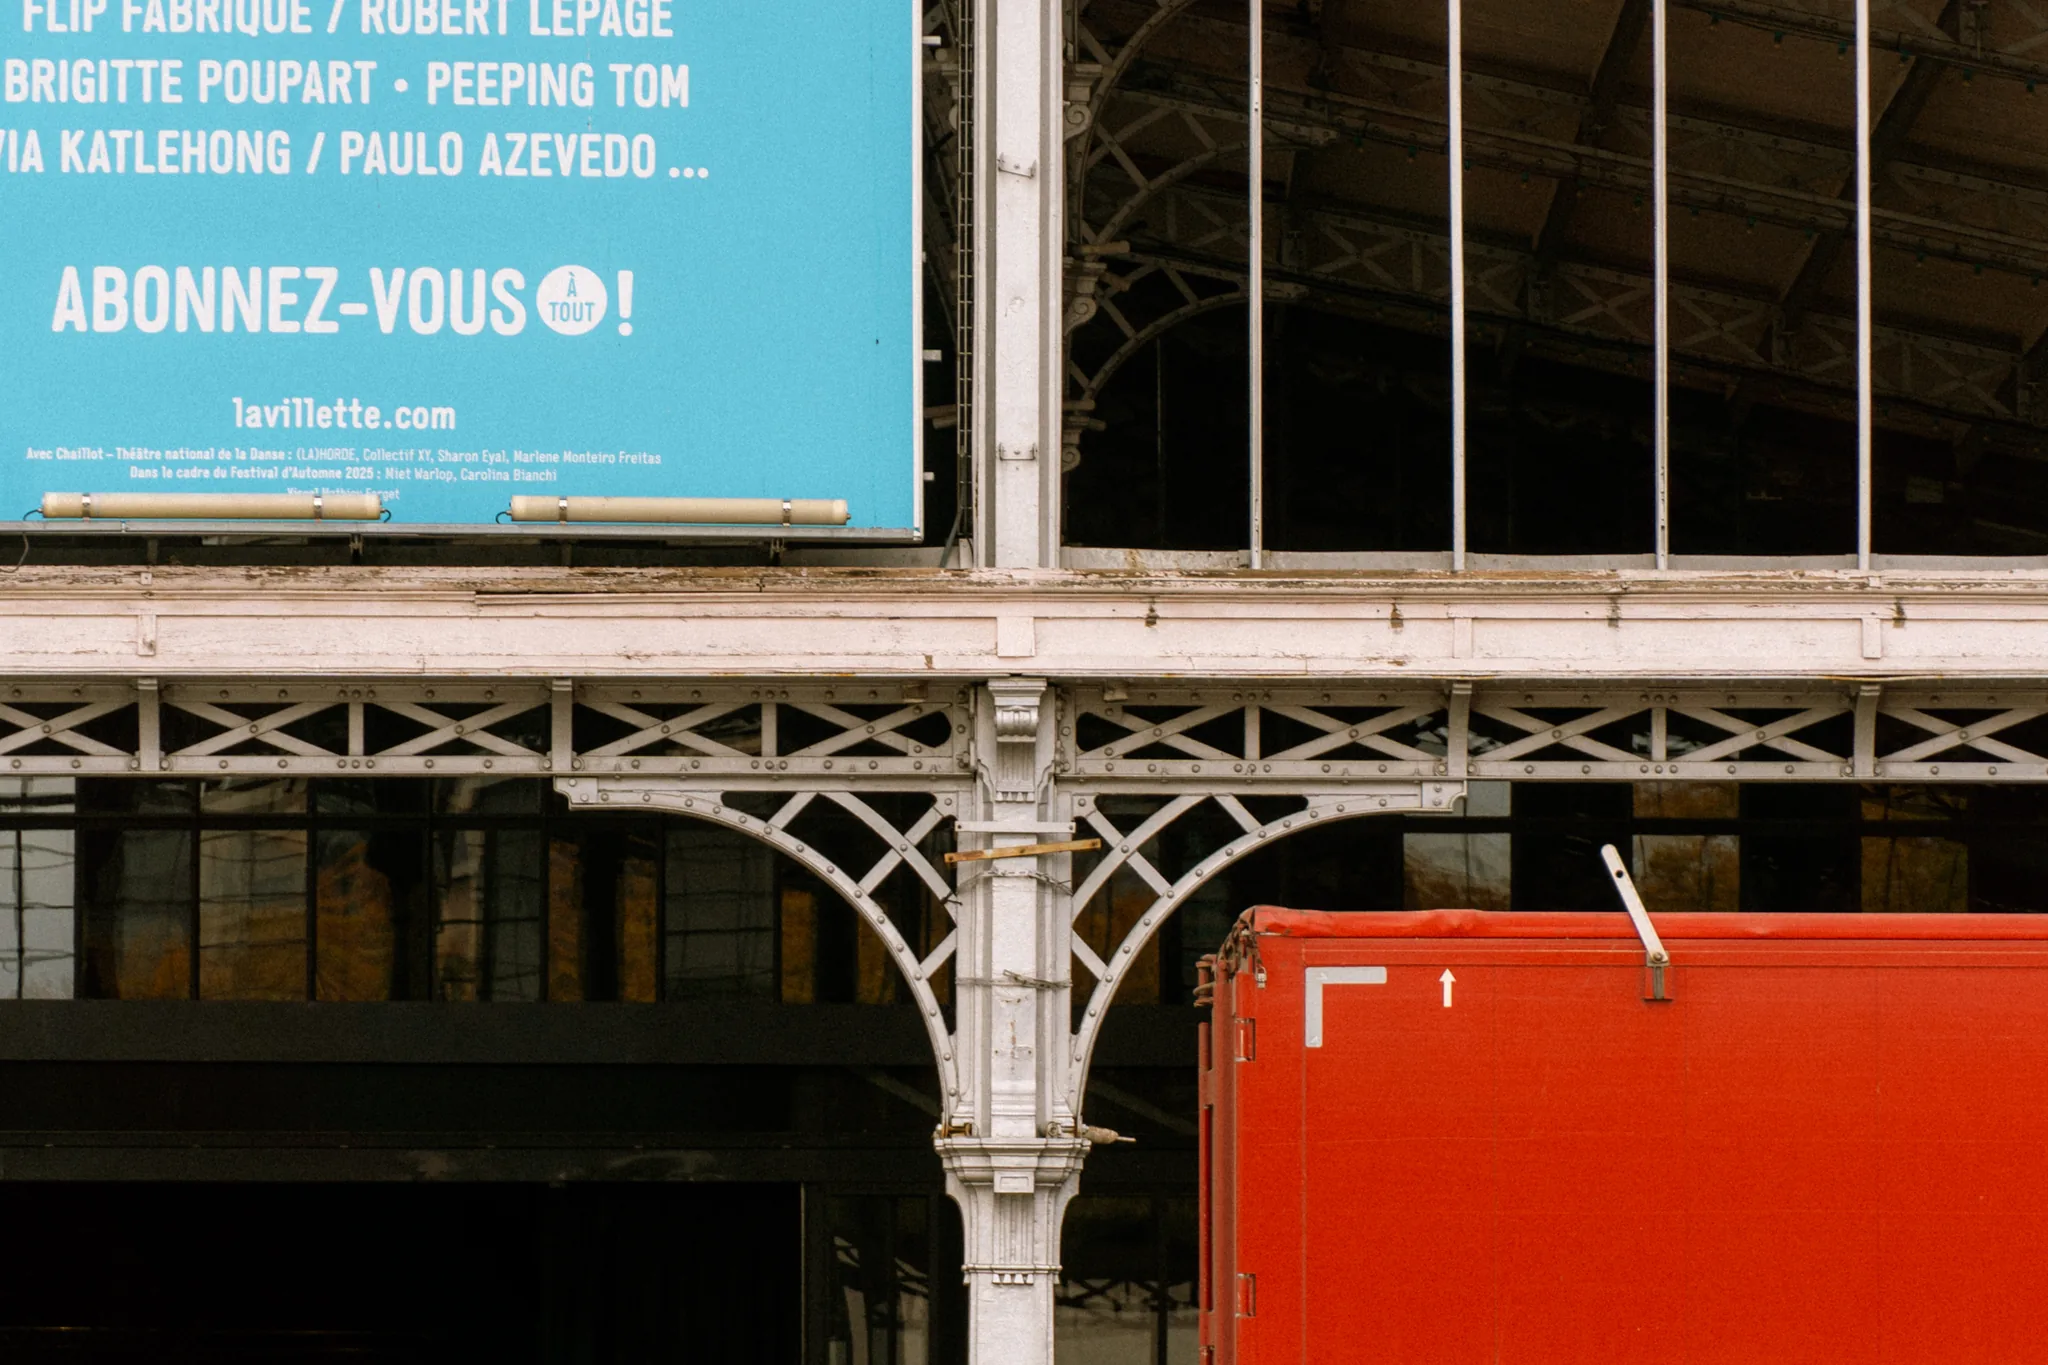 FLIP FABRIQUE / ROBERT LEPAGE
BRIGITTE POUPART • PEEPING TOM
VIA KATLEHONG / PAULO AZEVEDO ...
ABONNEZ-VOUS À TOUT !
lavillette.com
Avec Chaillot – Théâtre national de la Danse : (LA)HORDE, Collectif XY, Sharon Eyal, Marlene Monteiro Freitas
Dans le cadre du Festival d'Automne 2025 : Miet Warlop, Carolina Bianchi